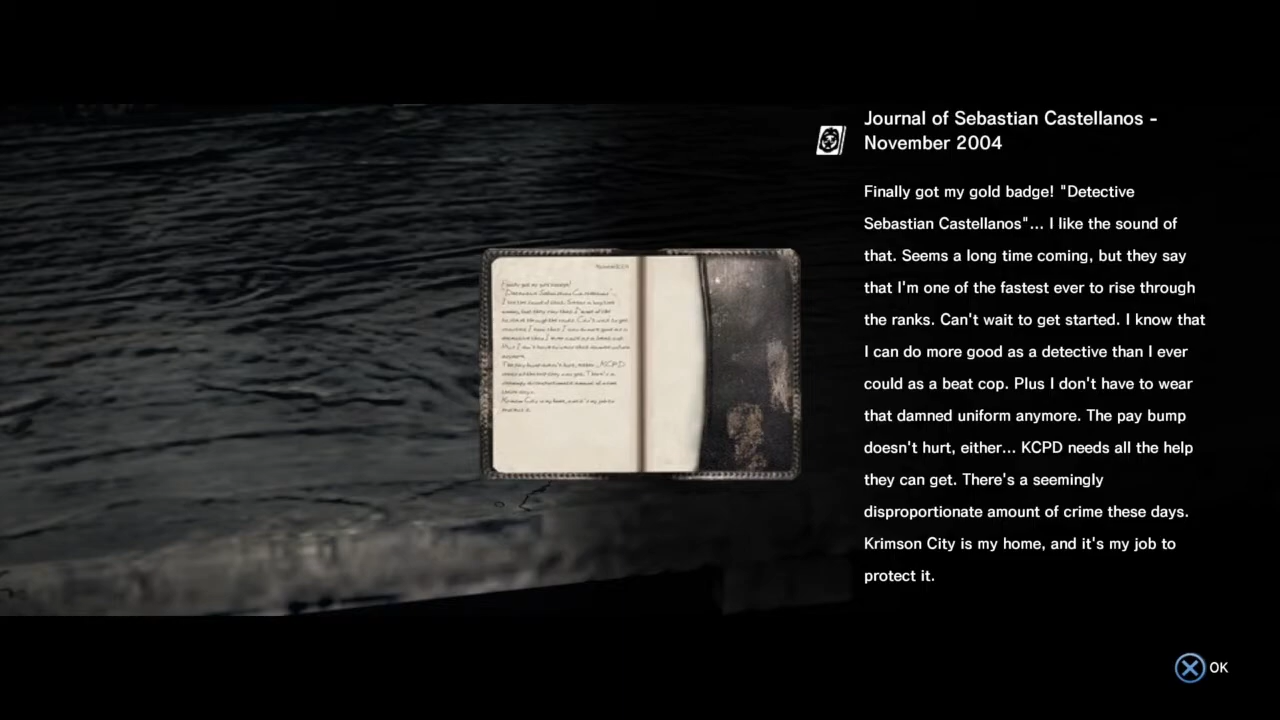 Journal of Sebastian Castellanos -
November 2004
Finally got my gold badge! "Detective
Sebastian Castellanos"... I like the sound of
that. Seems a long time coming, but they say
that I'm one of the fastest ever to rise through
the ranks. Can't wait to get started. I know that
I can do more good as a detective than I ever
could as a beat cop. Plus I don't have to wear
that damned uniform anymore. The pay bump
doesn't hurt, either... KCPD needs all the help
they can get. There's a seemingly
disproportionate amount of crime these days.
Krimson City is my home, and it's my job to
protect it.
OK